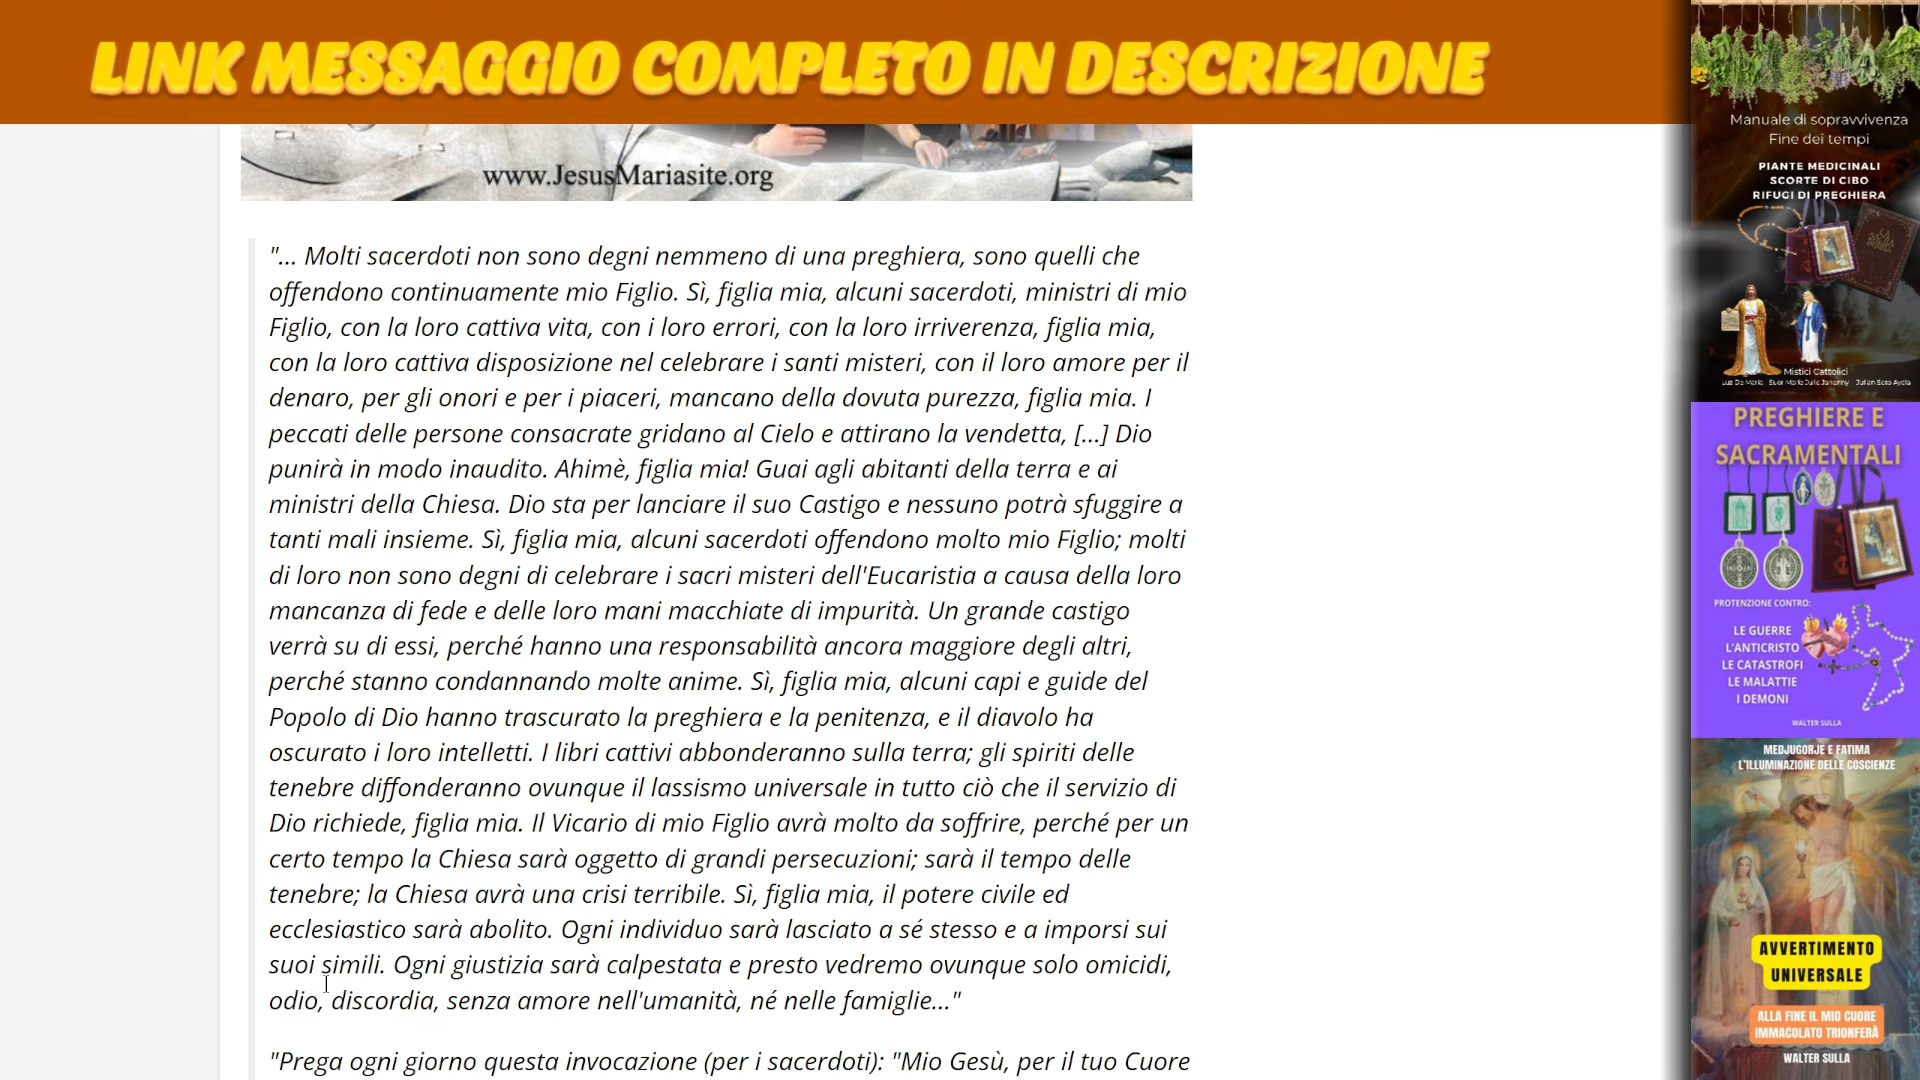 LINK MESSAGGIO COMPLETO IN DESCRIZIONE
www.JesusMariasite.org
"... Molti sacerdoti non sono degni nemmeno di una preghiera, sono quelli che
offendono continuamente mio Figlio. Sì, figlia mia, alcuni sacerdoti, ministri di mio
Figlio, con la loro cattiva vita, con i loro errori, con la loro irriverenza, figlia mia,
con la loro cattiva disposizione nel celebrare i santi misteri, con il loro amore per il
denaro, per gli onori e per i piaceri, mancano della dovuta purezza, figlia mia. I
peccati delle persone consacrate gridano al Cielo e attirano la vendetta, [...] Dio
punirà in modo inaudito. Ahimè, figlia mia! Guai agli abitanti della terra e ai
ministri della Chiesa. Dio sta per lanciare il suo Castigo e nessuno potrà sfuggire a
tanti mali insieme. Sì, figlia mia, alcuni sacerdoti offendono molto mio Figlio; molti
di loro non sono degni di celebrare i sacri misteri dell'Eucaristia a causa della loro
mancanza di fede e delle loro mani macchiate di impurità. Un grande castigo
verrà su di essi, perché hanno una responsabilità ancora maggiore degli altri,
perché stanno condannando molte anime. Sì, figlia mia, alcuni capi e guide del
Popolo di Dio hanno trascurato la preghiera e la penitenza, e il diavolo ha
oscurato i loro intelletti. I libri cattivi abbonderanno sulla terra; gli spiriti delle
tenebre diffonderanno ovunque il lassismo universale in tutto ciò che il servizio di
Dio richiede, figlia mia. Il Vicario di mio Figlio avrà molto da soffrire, perché per un
certo tempo la Chiesa sarà oggetto di grandi persecuzioni; sarà il tempo delle
tenebre; la Chiesa avrà una crisi terribile. Sì, figlia mia, il potere civile ed
ecclesiastico sarà abolito. Ogni individuo sarà lasciato a sé stesso e a imporsi sui
suoi simili. Ogni giustizia sarà calpestata e presto vedremo ovunque solo omicidi,
odio, discordia, senza amore nell'umanità, né nelle famiglie..."
"Prega ogni giorno questa invocazione (per i sacerdoti): "Mio Gesù, per il tuo Cuore
Manuale di sopravvivenza
Fine dei tempi
PIANTE MEDICINALI
SCORTE DI CIBO
RIFUGI DI PREGHIERA
Mistici Cattolici
Luz De Maria Suor Marie Julie Jahenny Julian Soto Ayala
PREGHIERE E
SACRAMENTALI
PROTENZIONE CONTRO:
LE GUERRE
L'ANTICRISTO
LE CATASTROFI
LE MALATTIE
I DEMONI
WALTER SULLA
MEDJUGORJE E FATIMA
L'ILLUMINAZIONE DELLE COSCIENZE
AVVERTIMENTO
UNIVERSALE
ALLA FINE IL MIO CUORE
IMMACOLATO TRIONFERÀ
WALTER SULLA